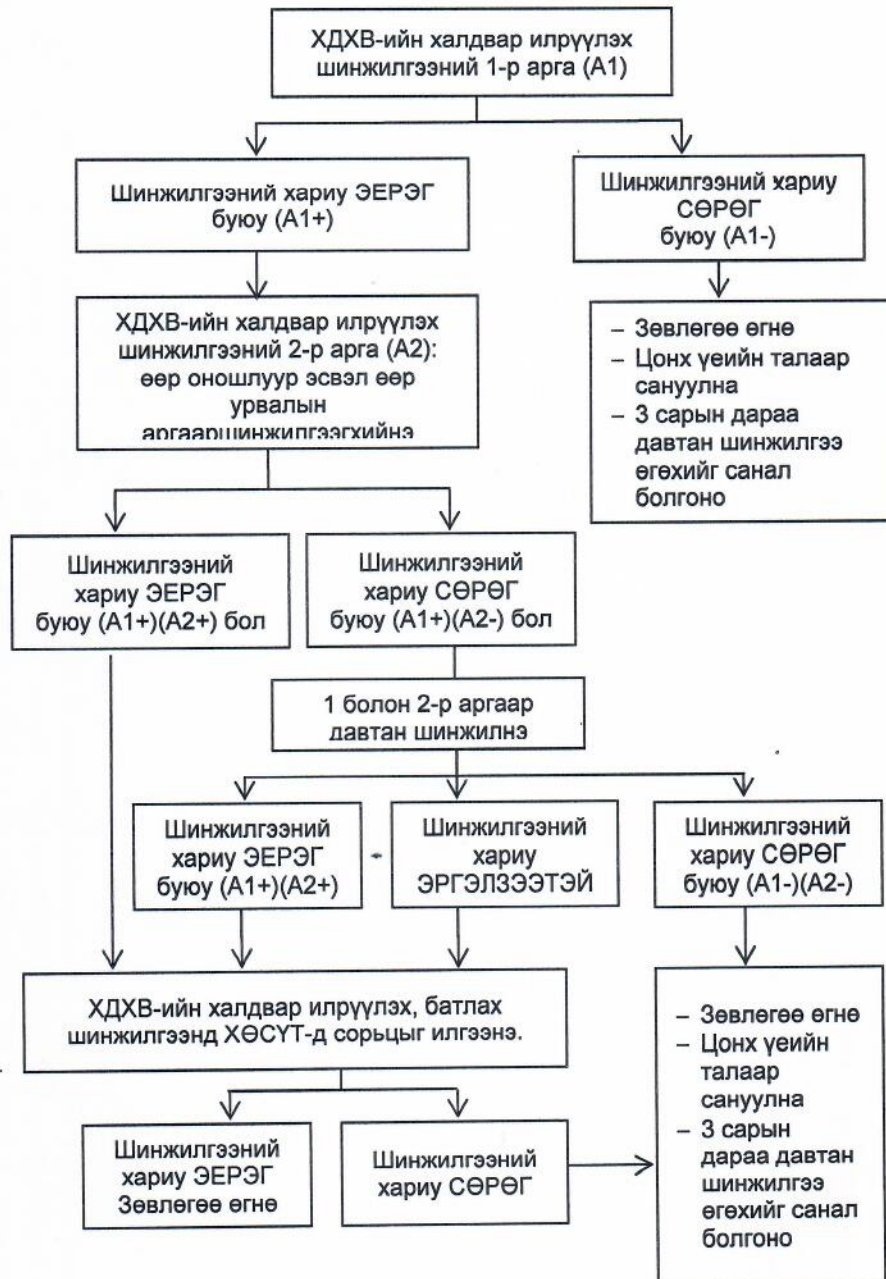 ХДХВ-ийн халдвар илрүүлэх
шинжилгээний 1-р арга (А1)
Шинжилгээний хариу ЭЕРЭГ
буюу (А1+)
Шинжилгээний хариу
СӨРӨГ
буюу (А1-)
ХДХВ-ийн халдвар илрүүлэх
шинжилгээний 2-р арга (А2):
өөр оношлуур эсвэл өөр
урвалын
аргааршинжилгээгхийнэ
– Зөвлөгөө өгнө
– Цонх үеийн талаар
сануулна
– 3 сарын дараа
давтан шинжилгээ
өгөхийг санал
болгоно
Шинжилгээний
хариу ЭЕРЭГ
буюу (А1+)(А2+) бол
Шинжилгээний
хариу СӨРӨГ
буюу (А1+)(А2-) бол
1 болон 2-р аргаар
давтан шинжилнэ
Шинжилгээний
хариу ЭЕРЭГ
буюу (А1+)(А2+)
Шинжилгээний
хариу
ЭРГЭЛЗЭЭТЭЙ
Шинжилгээний
хариу СӨРӨГ
буюу (А1-)(А2-)
ХДХВ-ийн халдвар илрүүлэх, батлах
шинжилгээнд ХӨСҮТ-д сорьцыг илгээнэ.
– Зөвлөгөө өгнө
– Цонх үеийн
талаар
сануулна
– 3 сарын
дараа давтан
шинжилгээ
өгөхийг санал
болгоно
Шинжилгээний
хариу ЭЕРЭГ
Зөвлөгөө өгнө
Шинжилгээний
хариу СӨРӨГ